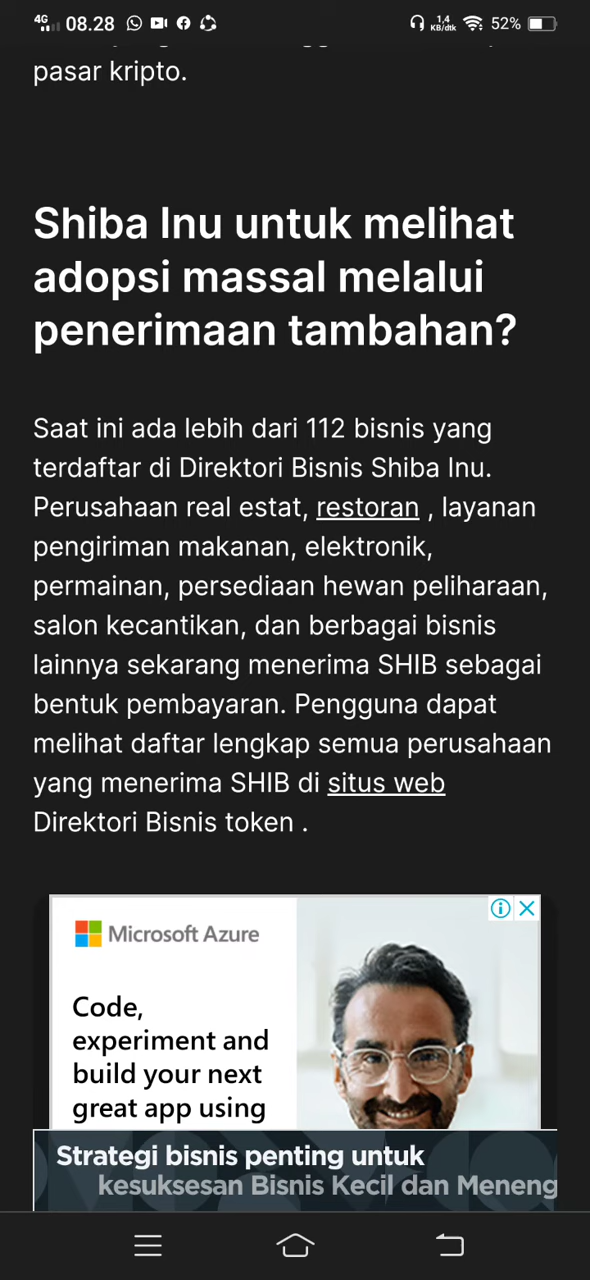 4G 08.28 1,4 KB/dtk 52%
pasar kripto.
Shiba Inu untuk melihat
adopsi massal melalui
penerimaan tambahan?
Saat ini ada lebih dari 112 bisnis yang
terdaftar di Direktori Bisnis Shiba Inu.
Perusahaan real estat, restoran , layanan
pengiriman makanan, elektronik,
permainan, persediaan hewan peliharaan,
salon kecantikan, dan berbagai bisnis
lainnya sekarang menerima SHIB sebagai
bentuk pembayaran. Pengguna dapat
melihat daftar lengkap semua perusahaan
yang menerima SHIB di situs web
Direktori Bisnis token .
Microsoft Azure
Code,
experiment and
build your next
great app using
Strategi bisnis penting untuk
kesuksesan Bisnis Kecil dan Meneng